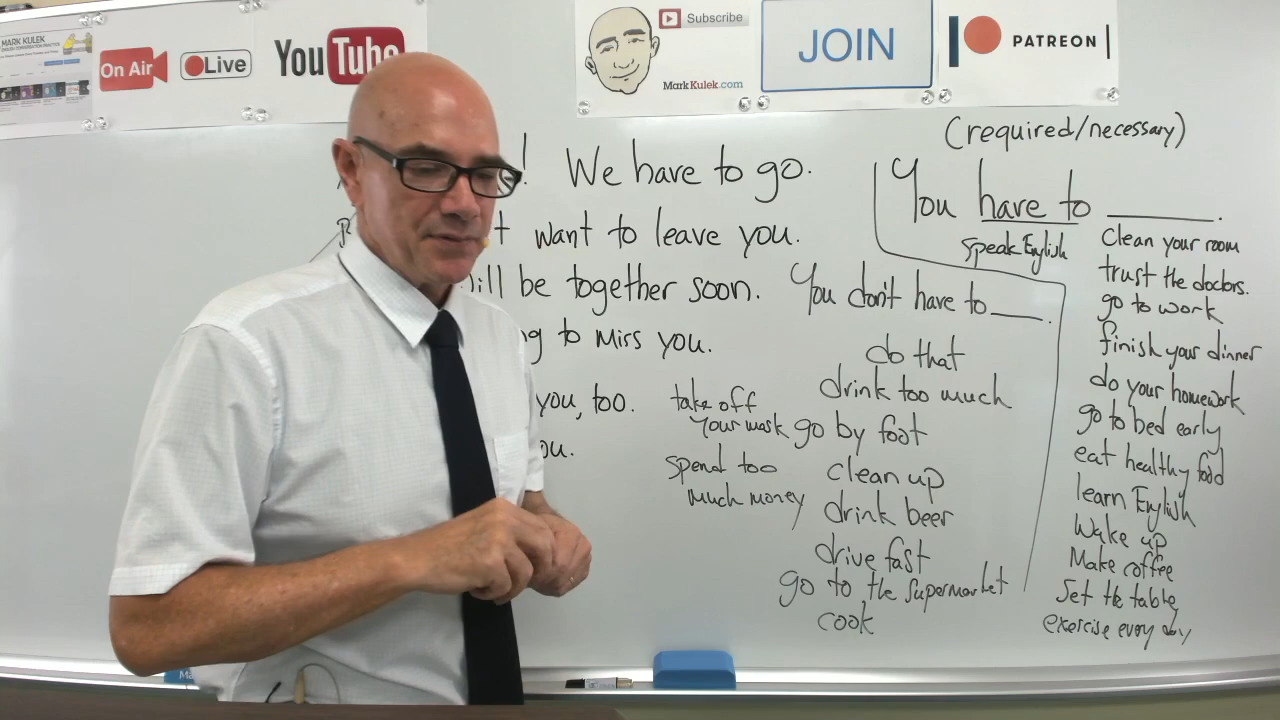 MARK KULEK
On Air
Live
YouTube
Subscribe
MarkKulek.com
JOIN
PATREON
! We have to go.
t want to leave you.
ill be together soon.
ng to miss you.
you, too.
ou.
(required/necessary)
You have to ______.
speak English
Clean your room
trust the doctors.
go to work
finish your dinner
do your homework
go to bed early
eat healthy food
learn English
Wake up
Make coffee
Set the table
exercise every day
You don't have to ____.
do that
drink too much
go by foot
clean up
drink beer
drive fast
go to the supermarket
cook
take off
your mask
spend too
much money
Ma